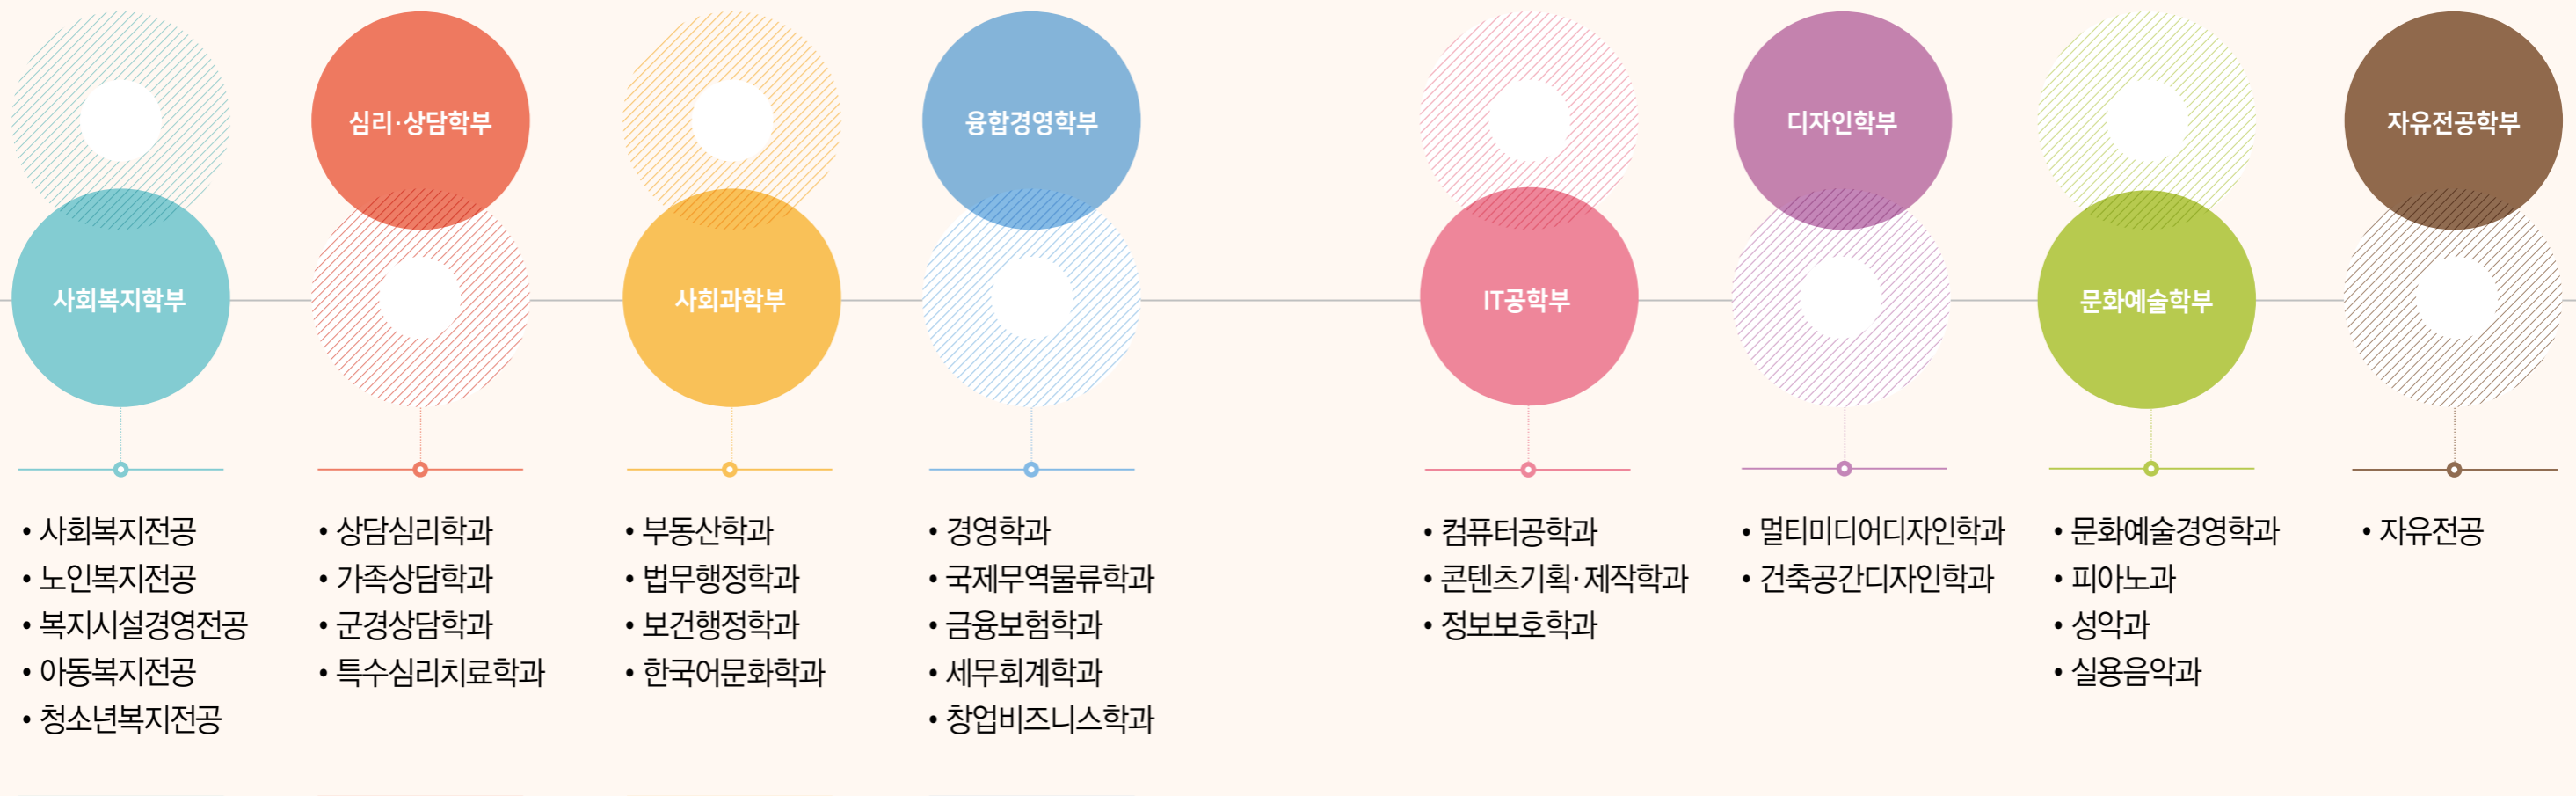 사회복지학부
• 사회복지전공
• 노인복지전공
• 복지시설경영전공
• 아동복지전공
• 청소년복지전공
심리·상담학부
• 상담심리학과
• 가족상담학과
• 군경상담학과
• 특수심리치료학과
사회과학부
• 부동산학과
• 법무행정학과
• 보건행정학과
• 한국어문화학과
융합경영학부
• 경영학과
• 국제무역물류학과
• 금융보험학과
• 세무회계학과
• 창업비즈니스학과
IT공학부
• 컴퓨터공학과
• 콘텐츠기획·제작학과
• 정보보호학과
디자인학부
• 멀티미디어디자인학과
• 건축공간디자인학과
문화예술학부
• 문화예술경영학과
• 피아노과
• 성악과
• 실용음악과
자유전공학부
• 자유전공